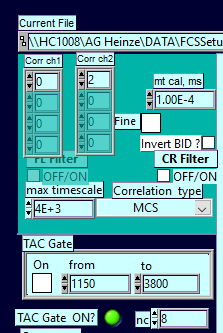 Current File
\\HC1008\AG Heinze\DATA\FCSSetu
Corr ch1 Corr ch2
0 2 mt cal, ms
0 0 1.00E-4
0 0 Fine
0 0 Invert BID ?
FL Filter CR Filter
OFF/ON OFF/ON
max timescale Correlation type
4E+3 MCS
TAC Gate
On from to
1150 3800
TAC Gate ON? nc 8